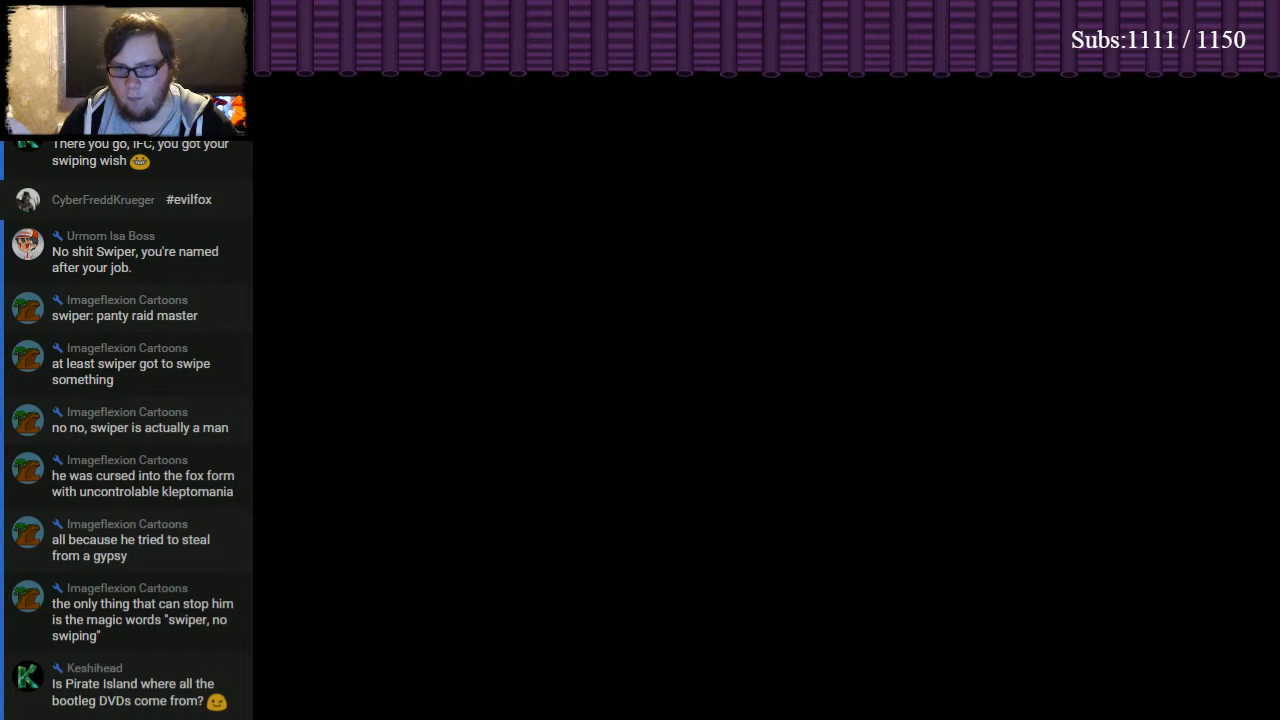 Subs:1111 / 1150
There you go, IFC, you got your
swiping wish
CyberFreddKrueger #evilfox
Urmom Isa Boss
No shit Swiper, you're named
after your job.
Imageflexion Cartoons
swiper: panty raid master
Imageflexion Cartoons
at least swiper got to swipe
something
Imageflexion Cartoons
no no, swiper is actually a man
Imageflexion Cartoons
he was cursed into the fox form
with uncontrolable kleptomania
Imageflexion Cartoons
all because he tried to steal
from a gypsy
Imageflexion Cartoons
the only thing that can stop him
is the magic words "swiper, no
swiping"
Keshihead
Is Pirate Island where all the
bootleg DVDs come from?